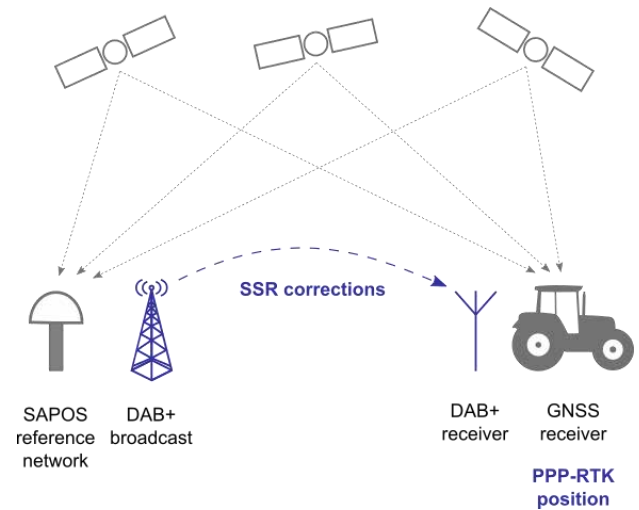 SSR corrections
SAPOS
reference
network
DAB+
broadcast
DAB+
receiver
GNSS
receiver
PPP-RTK
position